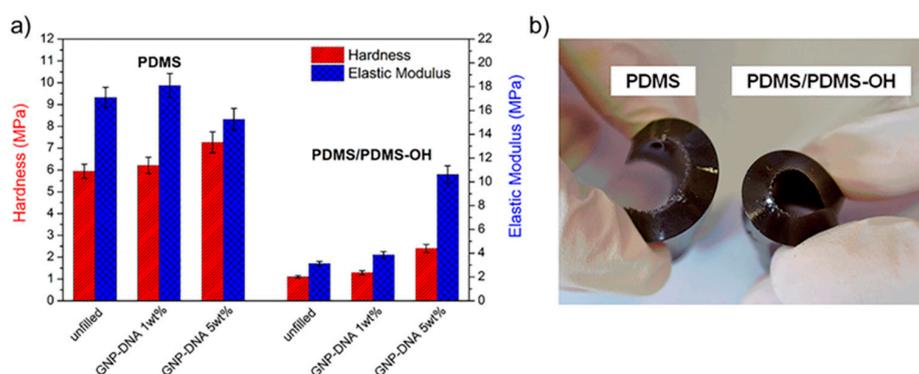 a)
12
11
10
9
8
7
6
5
4
3
2
1
0
Hardness (MPa)
PDMS
Hardness
Elastic Modulus
PDMS/PDMS-OH
22
20
18
16
14
12
10
8
6
4
2
0
Elastic Modulus (MPa)
unfilled
GNP-DNA 1wt%
GNP-DNA 5wt%
unfilled
GNP-DNA 1wt%
GNP-DNA 5wt%
b)
PDMS
PDMS/PDMS-OH